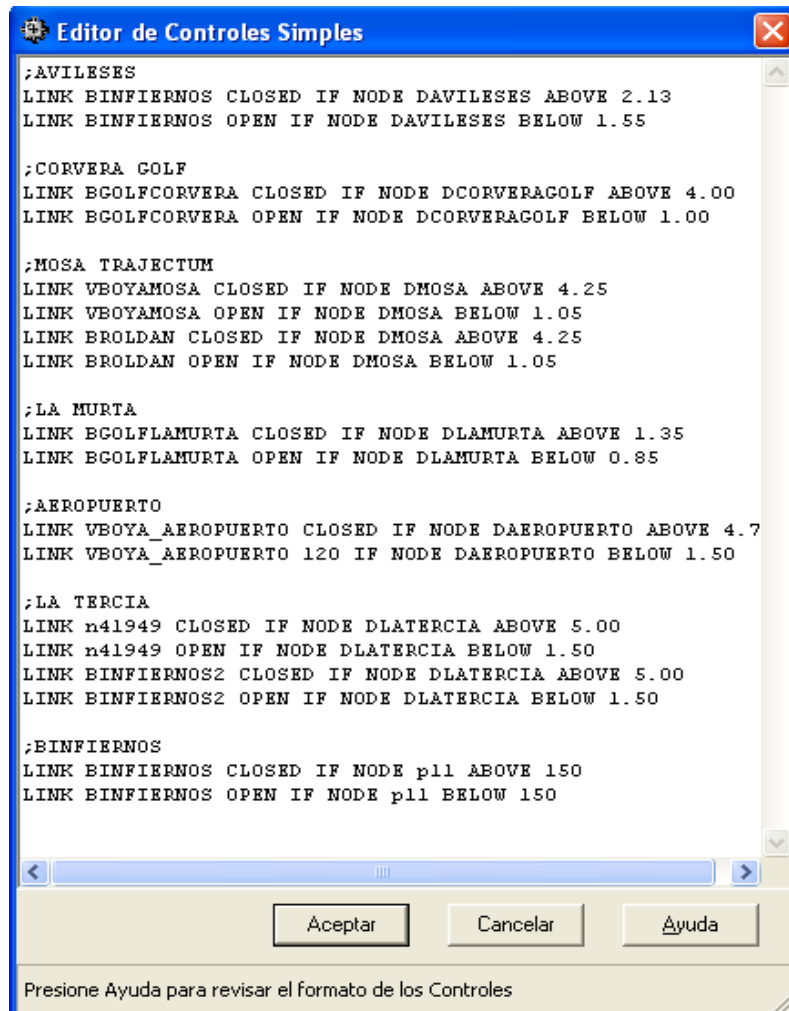 Editor de Controles Simples
;AVILESES
LINK BINFIERNOS CLOSED IF NODE DAVILESES ABOVE 2.13
LINK BINFIERNOS OPEN IF NODE DAVILESES BELOW 1.55
;CORVERA GOLF
LINK BGOLFCORVERA CLOSED IF NODE DCORVERAGOLF ABOVE 4.00
LINK BGOLFCORVERA OPEN IF NODE DCORVERAGOLF BELOW 1.00
;MOSA TRAJECTUM
LINK VBOYAMOSA CLOSED IF NODE DMOSA ABOVE 4.25
LINK VBOYAMOSA OPEN IF NODE DMOSA BELOW 1.05
LINK BROLDAN CLOSED IF NODE DMOSA ABOVE 4.25
LINK BROLDAN OPEN IF NODE DMOSA BELOW 1.05
;LA MURTA
LINK BGOLFLAMURTA CLOSED IF NODE DLAMURTA ABOVE 1.35
LINK BGOLFLAMURTA OPEN IF NODE DLAMURTA BELOW 0.85
;AEROPUERTO
LINK VBOYA_AEROPUERTO CLOSED IF NODE DAEROPUERTO ABOVE 4.7
LINK VBOYA_AEROPUERTO 120 IF NODE DAEROPUERTO BELOW 1.50
;LA TERCIA
LINK n41949 CLOSED IF NODE DLATERCIA ABOVE 5.00
LINK n41949 OPEN IF NODE DLATERCIA BELOW 1.50
LINK BINFIERNOS2 CLOSED IF NODE DLATERCIA ABOVE 5.00
LINK BINFIERNOS2 OPEN IF NODE DLATERCIA BELOW 1.50
;BINFIERNOS
LINK BINFIERNOS CLOSED IF NODE p11 ABOVE 150
LINK BINFIERNOS OPEN IF NODE p11 BELOW 150
Aceptar Cancelar Ayuda
Presione Ayuda para revisar el formato de los Controles